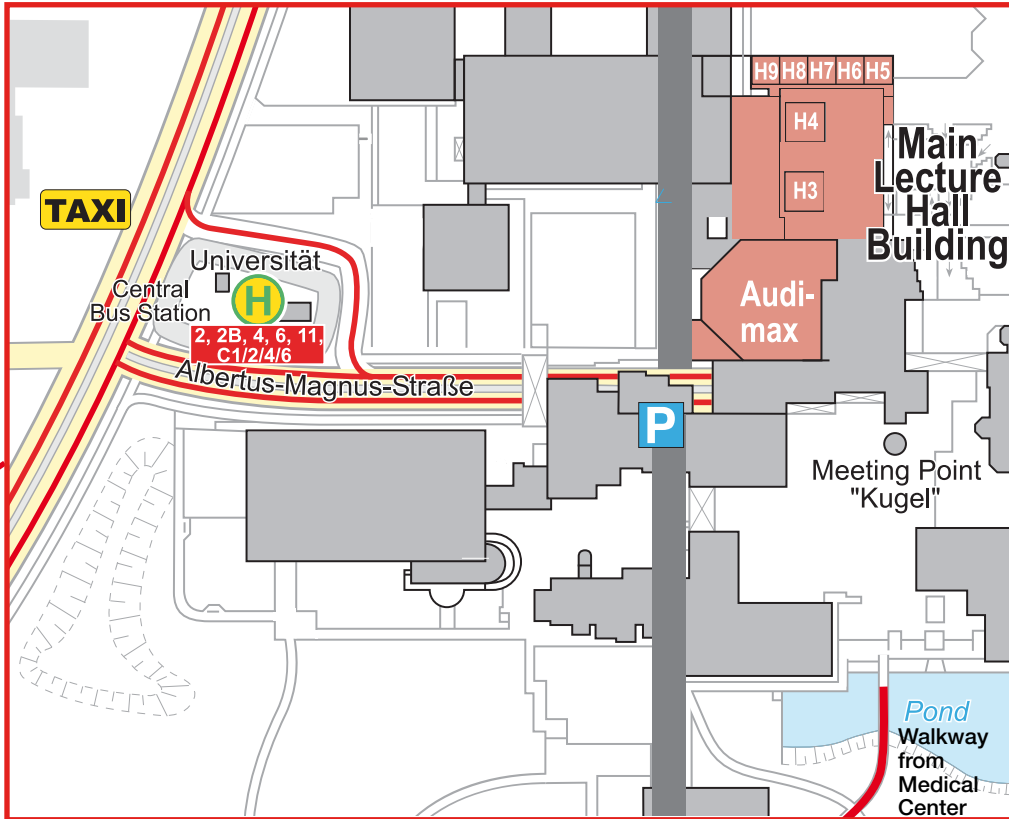 H9 H8 H7 H6 H5
H4
H3
Main
Lecture
Hall
Building
TAXI
Universität
Central
Bus Station
H
2, 2B, 4, 6, 11,
C1/2/4/6
Albertus-Magnus-Straße
Audi-
max
P
Meeting Point
"Kugel"
Pond
Walkway
from
Medical
Center